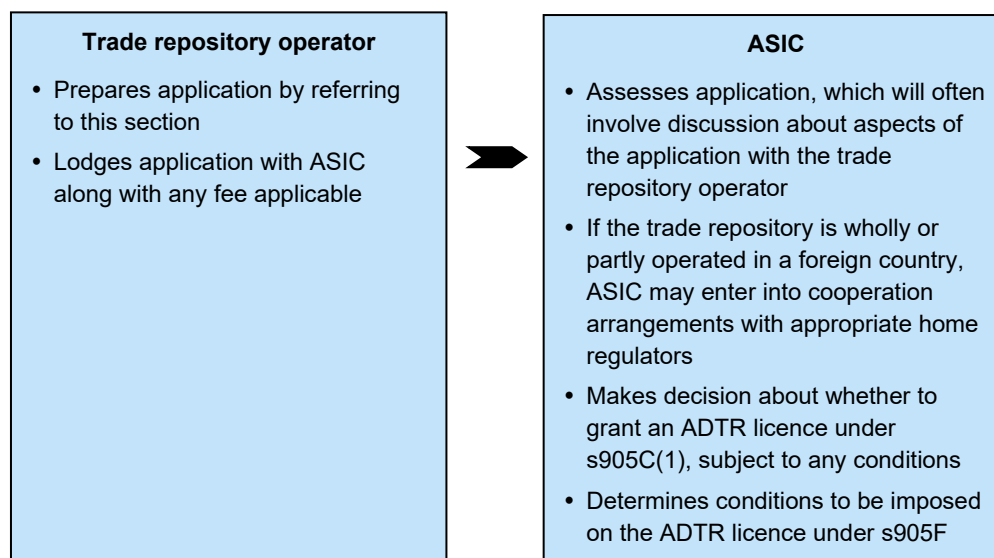 Trade repository operator
• Prepares application by referring
to this section
• Lodges application with ASIC
along with any fee applicable
ASIC
• Assesses application, which will often
involve discussion about aspects of
the application with the trade
repository operator
• If the trade repository is wholly or
partly operated in a foreign country,
ASIC may enter into cooperation
arrangements with appropriate home
regulators
• Makes decision about whether to
grant an ADTR licence under
s905C(1), subject to any conditions
• Determines conditions to be imposed
on the ADTR licence under s905F